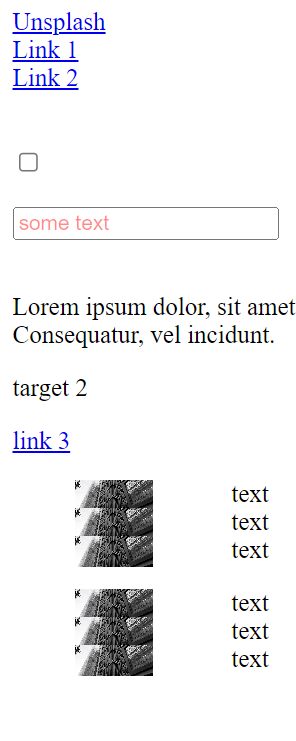 Unsplash
Link 1
Link 2
some text
Lorem ipsum dolor, sit amet
Consequatur, vel incidunt.
target 2
link 3
text
text
text
text
text
text